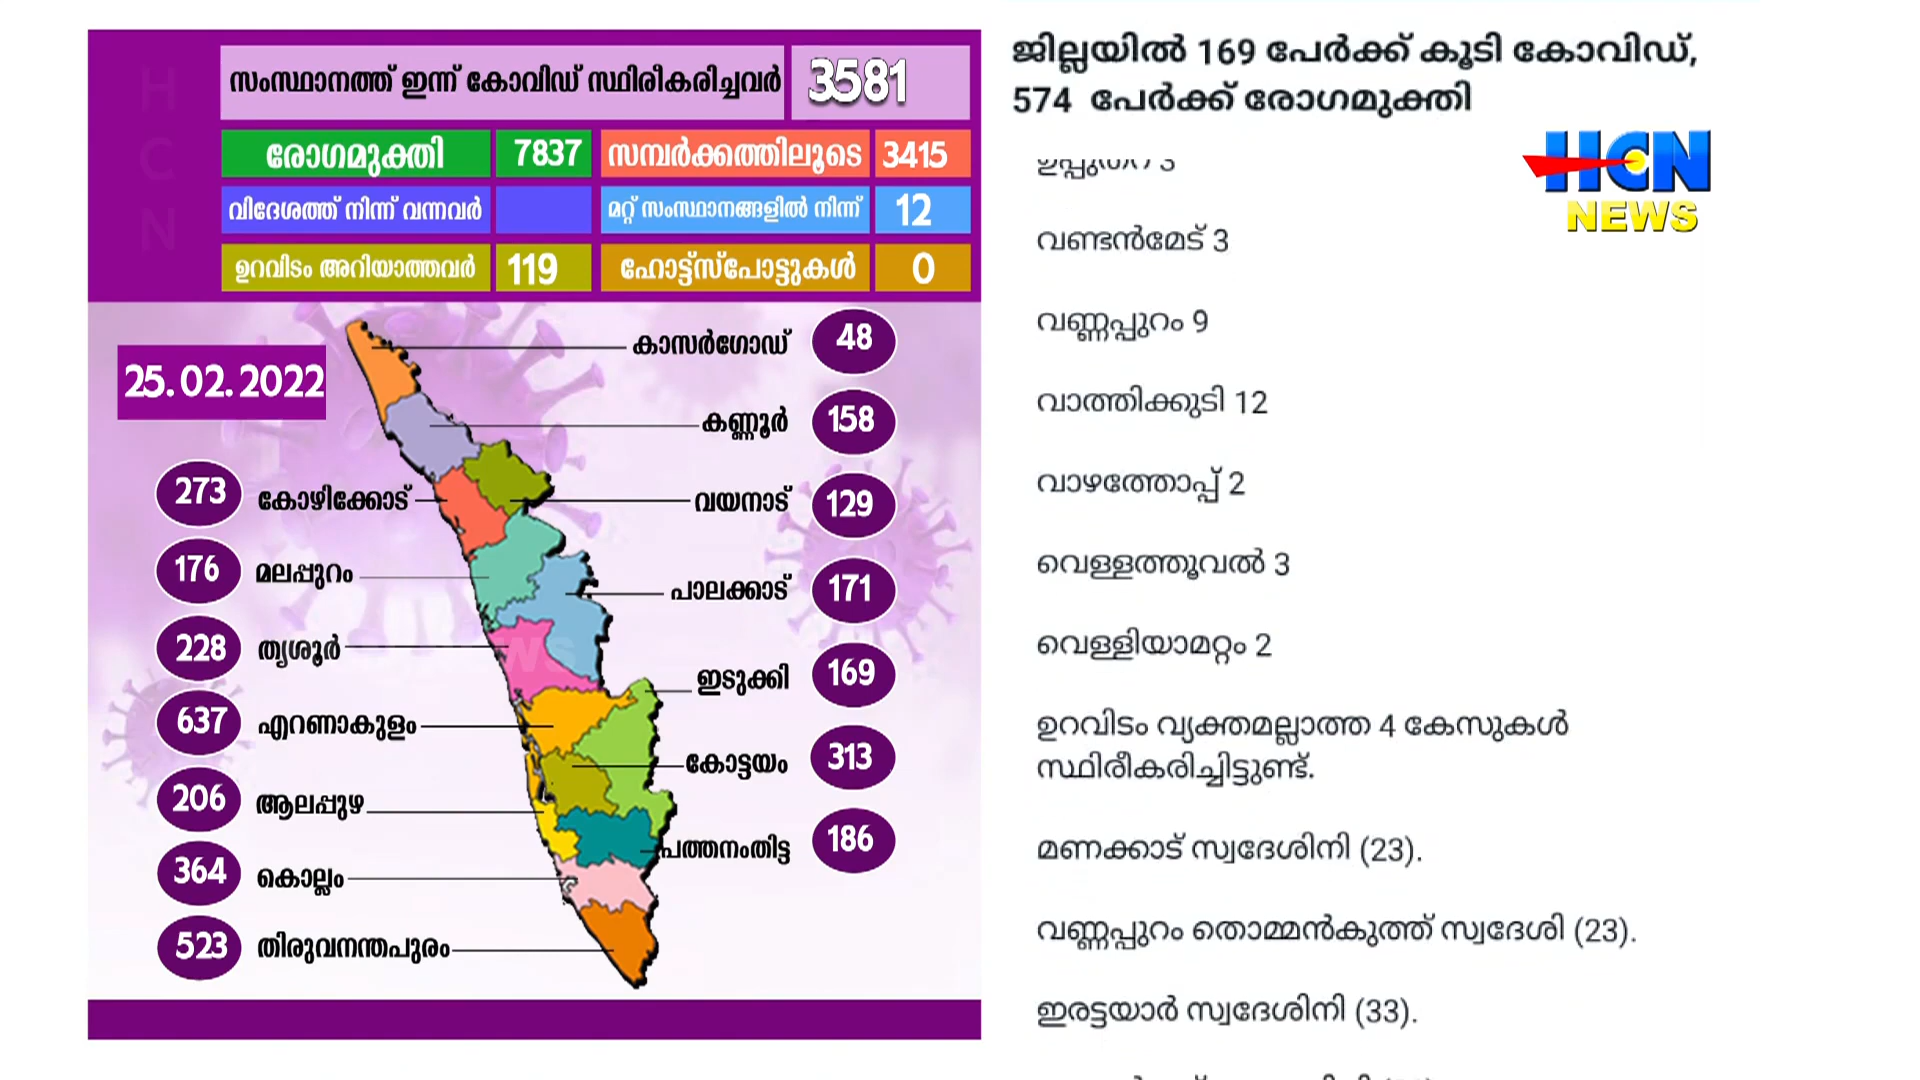 H
C
N
സംസ്ഥാനത്ത് ഇന്ന് കോവിഡ് സ്ഥിരീകരിച്ചവർ 3581
രോഗമുക്തി 7837 സമ്പർക്കത്തിലൂടെ 3415
വിദേശത്ത് നിന്ന് വന്നവർ മറ്റ് സംസ്ഥാനങ്ങളിൽ നിന്ന് 12
ഉറവിടം അറിയാത്തവർ 119 ഹോട്ട്സ്പോട്ടുകൾ 0
25.02.2022
കാസർഗോഡ് 48
കണ്ണൂർ 158
വയനാട് 129
പാലക്കാട് 171
ഇടുക്കി 169
കോട്ടയം 313
പത്തനംതിട്ട 186
273 കോഴിക്കോട്
176 മലപ്പുറം
228 തൃശൂർ
637 എറണാകുളം
206 ആലപ്പുഴ
364 കൊല്ലം
523 തിരുവനന്തപുരം
ജില്ലയിൽ 169 പേർക്ക് കൂടി കോവിഡ്,
574 പേർക്ക് രോഗമുക്തി
HCN
NEWS
വണ്ടൻമേട് 3
വണ്ണപ്പുറം 9
വാത്തിക്കുടി 12
വാഴത്തോപ്പ് 2
വെള്ളത്തൂവൽ 3
വെള്ളിയാമറ്റം 2
ഉറവിടം വ്യക്തമല്ലാത്ത 4 കേസുകൾ
സ്ഥിരീകരിച്ചിട്ടുണ്ട്.
മണക്കാട് സ്വദേശിനി (23).
വണ്ണപ്പുറം തൊമ്മൻകുത്ത് സ്വദേശി (23).
ഇരട്ടയാർ സ്വദേശിനി (33).